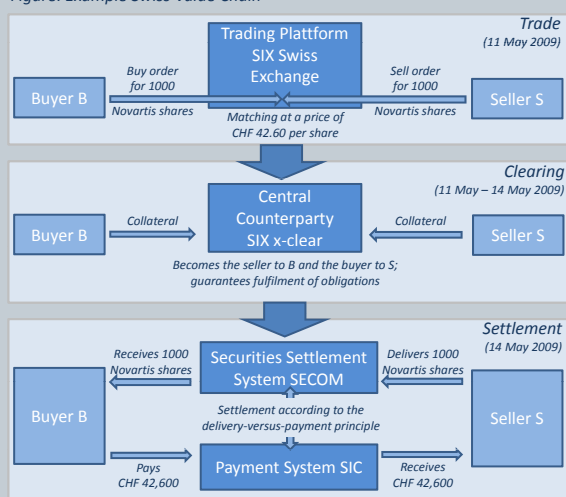 Figure: Example Swiss Value Chain
Trade
(11 May 2009)
Trading Plattform
SIX Swiss
Exchange
Buyer B
Buy order
for 1000
Novartis shares
Matching at a price of
CHF 42.60 per share
Sell order
for 1000
Novartis shares
Seller S
Clearing
(11 May – 14 May 2009)
Buyer B
Collateral
Central
Counterparty
SIX x-clear
Collateral
Seller S
Becomes the seller to B and the buyer to S;
guarantees fulfilment of obligations
Settlement
(14 May 2009)
Buyer B
Receives 1000
Novartis shares
Securities Settlement
System SECOM
Delivers 1000
Novartis shares
Seller S
Settlement according to the
delivery-versus-payment principle
Pays
CHF 42,600
Payment System SIC
Receives
CHF 42,600